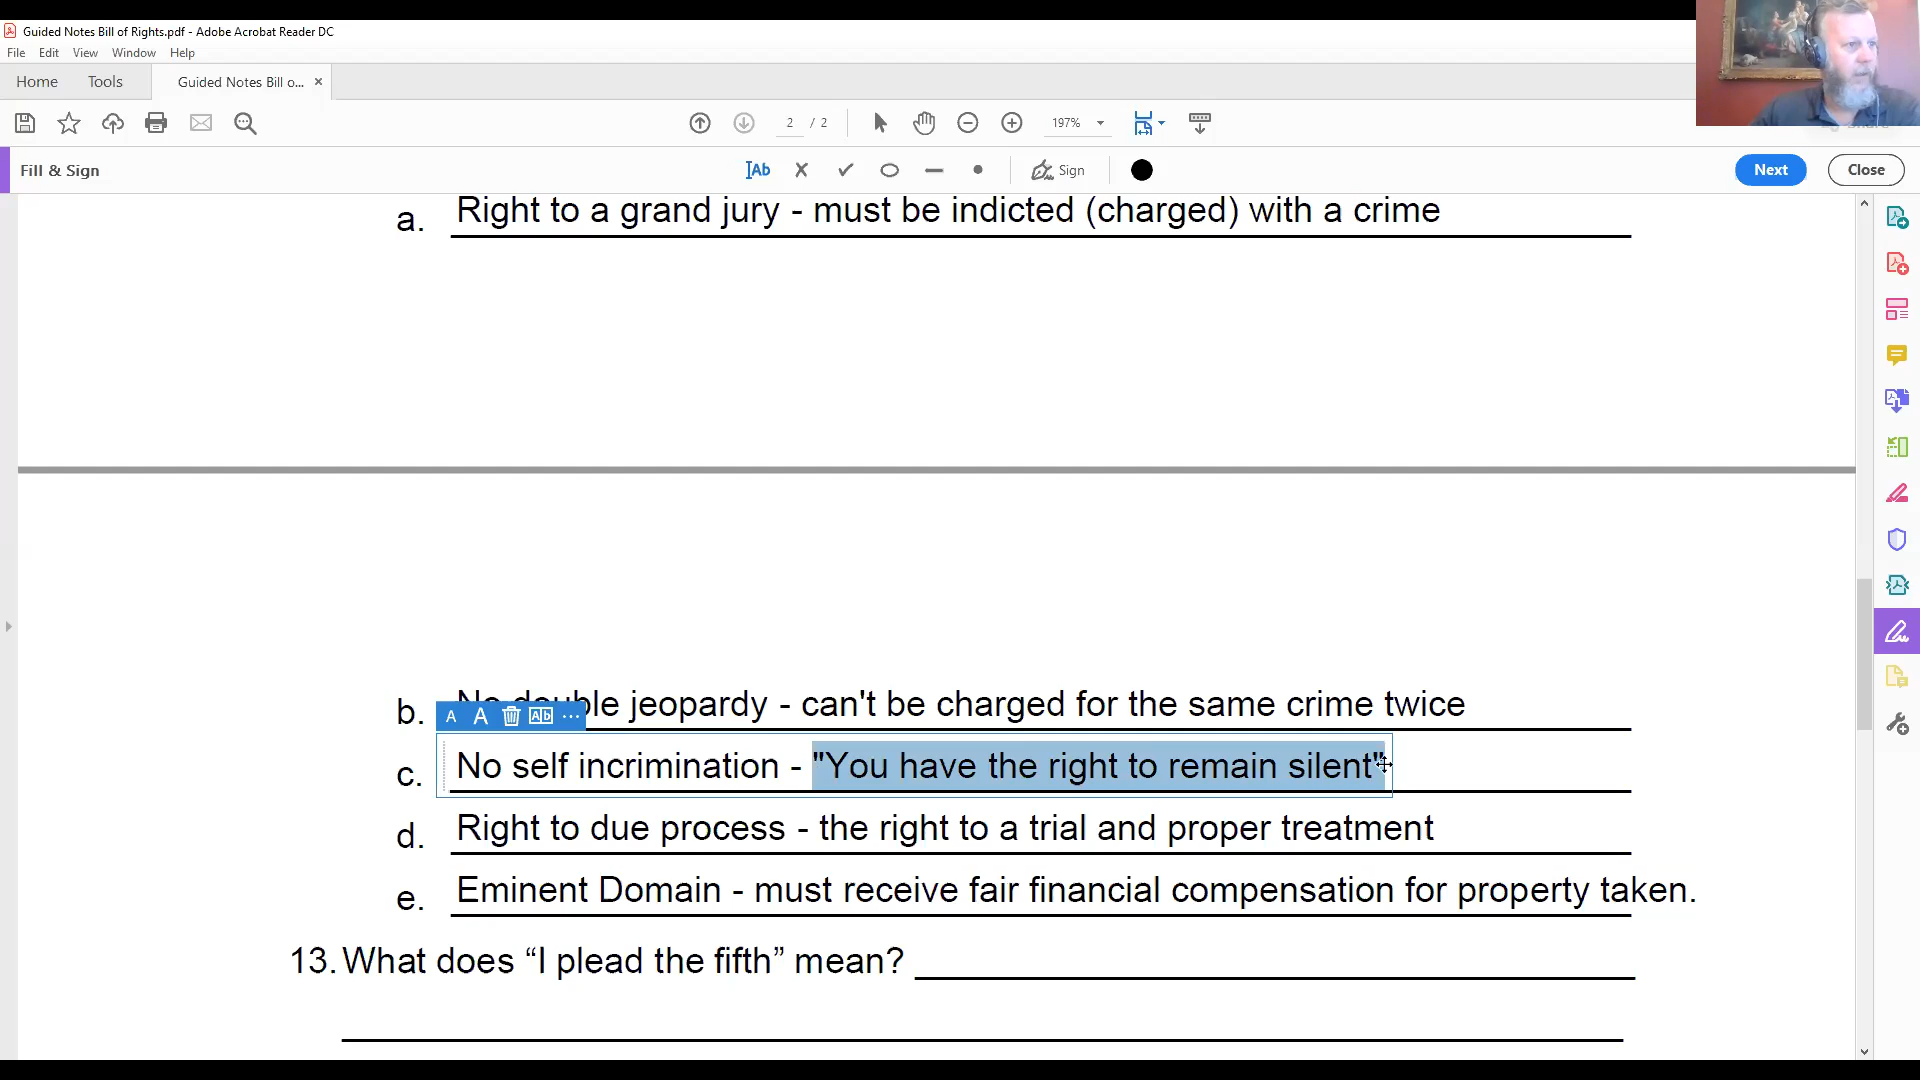 Guided Notes Bill of Rights.pdf - Adobe Acrobat Reader DC
File Edit View Window Help
Home Tools Guided Notes Bill o... ×
2 / 2 197%
Fill & Sign Ab Sign Next Close
a. Right to a grand jury - must be indicted (charged) with a crime
b. No double jeopardy - can't be charged for the same crime twice
A A Ab ...
c. No self incrimination - "You have the right to remain silent"
d. Right to due process - the right to a trial and proper treatment
e. Eminent Domain - must receive fair financial compensation for property taken.
13. What does “I plead the fifth” mean?